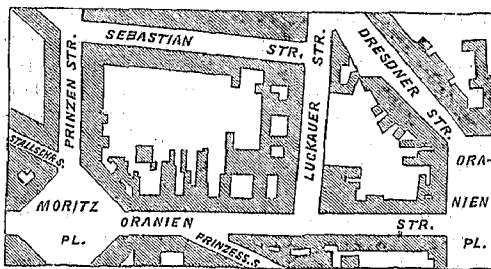 SEBASTIAN STR.
PRINZEN STR.
LUCKAUER STR.
DRESDNER STR.
STALLSCHR. S.
MORITZ PL.
ORANIEN STR.
PRINZESS. S.
ORA-
NIEN
PL.